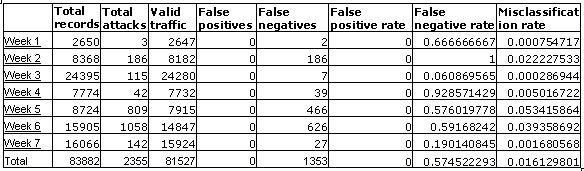 Total records Total attacks Valid traffic False positives False negatives False positive rate False negative rate Misclassificat ion rate
Week 1 2650 3 2647 0 2 0 0.666666667 0.000754717
Week 2 8368 186 8182 0 186 0 1 0.022227533
Week 3 24395 115 24280 0 7 0 0.060869565 0.000286944
Week 4 7774 42 7732 0 39 0 0.928571429 0.005016722
Week 5 8724 809 7915 0 466 0 0.576019778 0.053415864
Week 6 15905 1058 14847 0 626 0 0.59168242 0.039358692
Week 7 16066 142 15924 0 27 0 0.190140845 0.001680568
Total 83882 2355 81527 0 1353 0 0.574522293 0.016129801